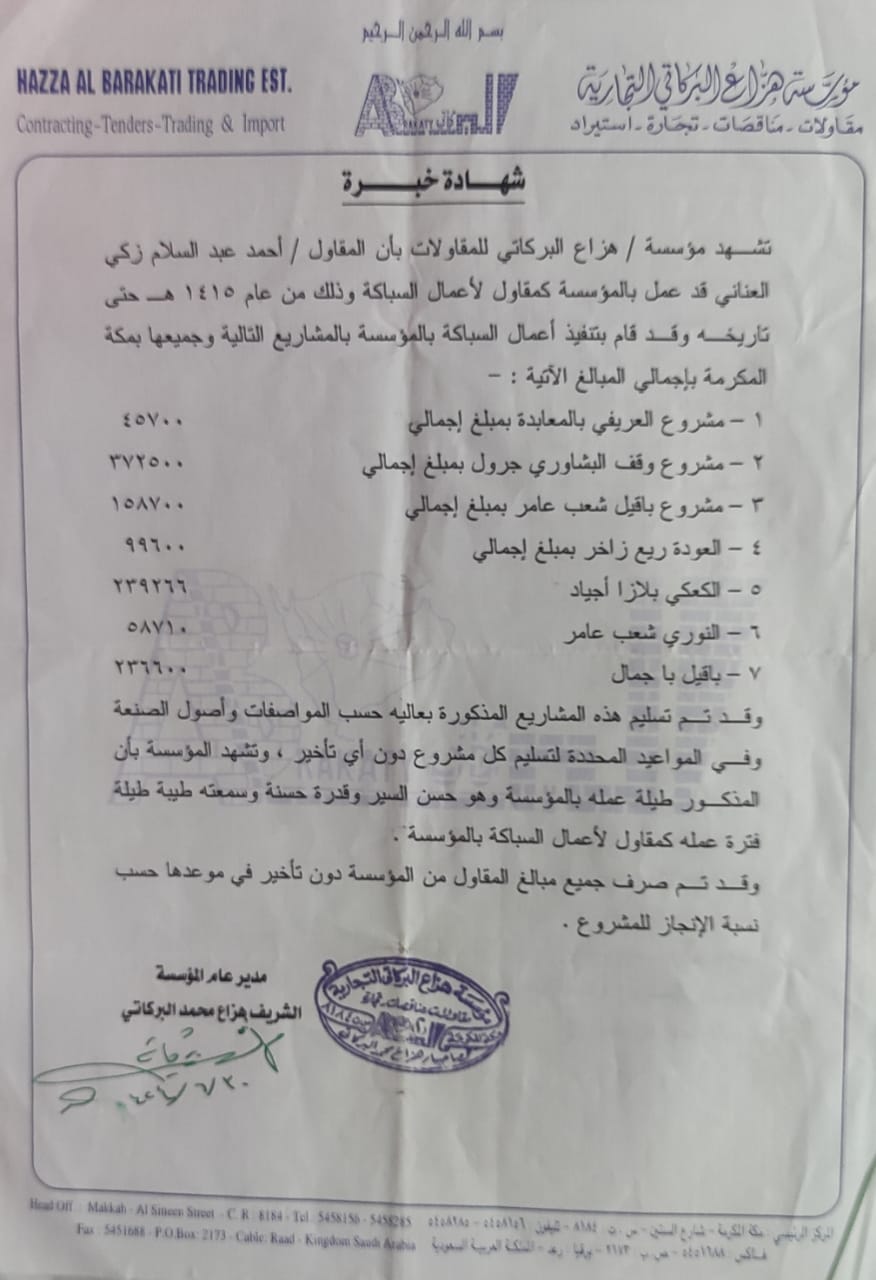 بسم الله الرحمن الرحيم
HAZZA AL BARAKATI TRADING EST.
Contracting-Tenders-Trading & Import
مؤسسة هزاع البركاتي التجارية
مقاولات - مناقصات - تجارة - استيراد
شهادة خبرة
تشهد مؤسسة / هزاع البركاتي للمقاولات بأن المقاول / أحمد عبد السلام زكي
العناني قد عمل بالمؤسسة كمقاول لأعمال السباكة وذلك من عام ١٤١٥ هـ حتى
تاريخه وقد قام بتنفيذ أعمال السباكة بالمؤسسة بالمشاريع التالية وجميعها بمكة
المكرمة بإجمالي المبالغ الآتية : -
١ - مشروع العريفي بالمعابدة بمبلغ إجمالي ٤٥٧٠٠
٢ - مشروع وقف البشاوري جرول بمبلغ إجمالي ٣٧٢٥٠٠
٣ - مشروع باقيل شعب عامر بمبلغ إجمالي ١٥٨٧٠٠
٤ - العودة ريع زاخر بمبلغ إجمالي ٩٩٦٠٠
٥ - الكعكي بلازا أجياد ٢٣٩٢٦٦
٦ - النوري شعب عامر ٥٨٧١٠
٧ - باقيل با جمال ٢٣٦٦٠٠
وقد تم تسليم هذه المشاريع المذكورة بعاليه حسب المواصفات وأصول الصنعة
وفي المواعيد المحددة لتسليم كل مشروع دون أي تأخير ، وتشهد المؤسسة بأن
المذكور طيلة عمله بالمؤسسة وهو حسن السير وقدرة حسنة وسمعته طيبة طيلة
فترة عمله كمقاول لأعمال السباكة بالمؤسسة .
وقد تم صرف جميع مبالغ المقاول من المؤسسة دون تأخير في موعدها حسب
نسبة الإنجاز للمشروع .
مدير عام المؤسسة
الشريف هزاع محمد البركاتي
مؤسسة هزاع البركاتي التجارية
Head Off : Makkah - Al Sitteen Street - C. R : 8184 - Tel : 5458156 - 5458285
Fax : 5451688 - P.O.Box: 2173 - Cable: Raad - Kingdom Saudi Arabia
المركز الرئيسي : مكة المكرمة - شارع الستين - س . ت ٨١٨٤ - تليفون : ٥٤٥٨١٥٦ - ٥٤٥٨٢٨٥
فاكس : ٥٤٥١٦٨٨ - ص . ب ٢١٧٣ - برقيا : رعد - المملكة العربية السعودية